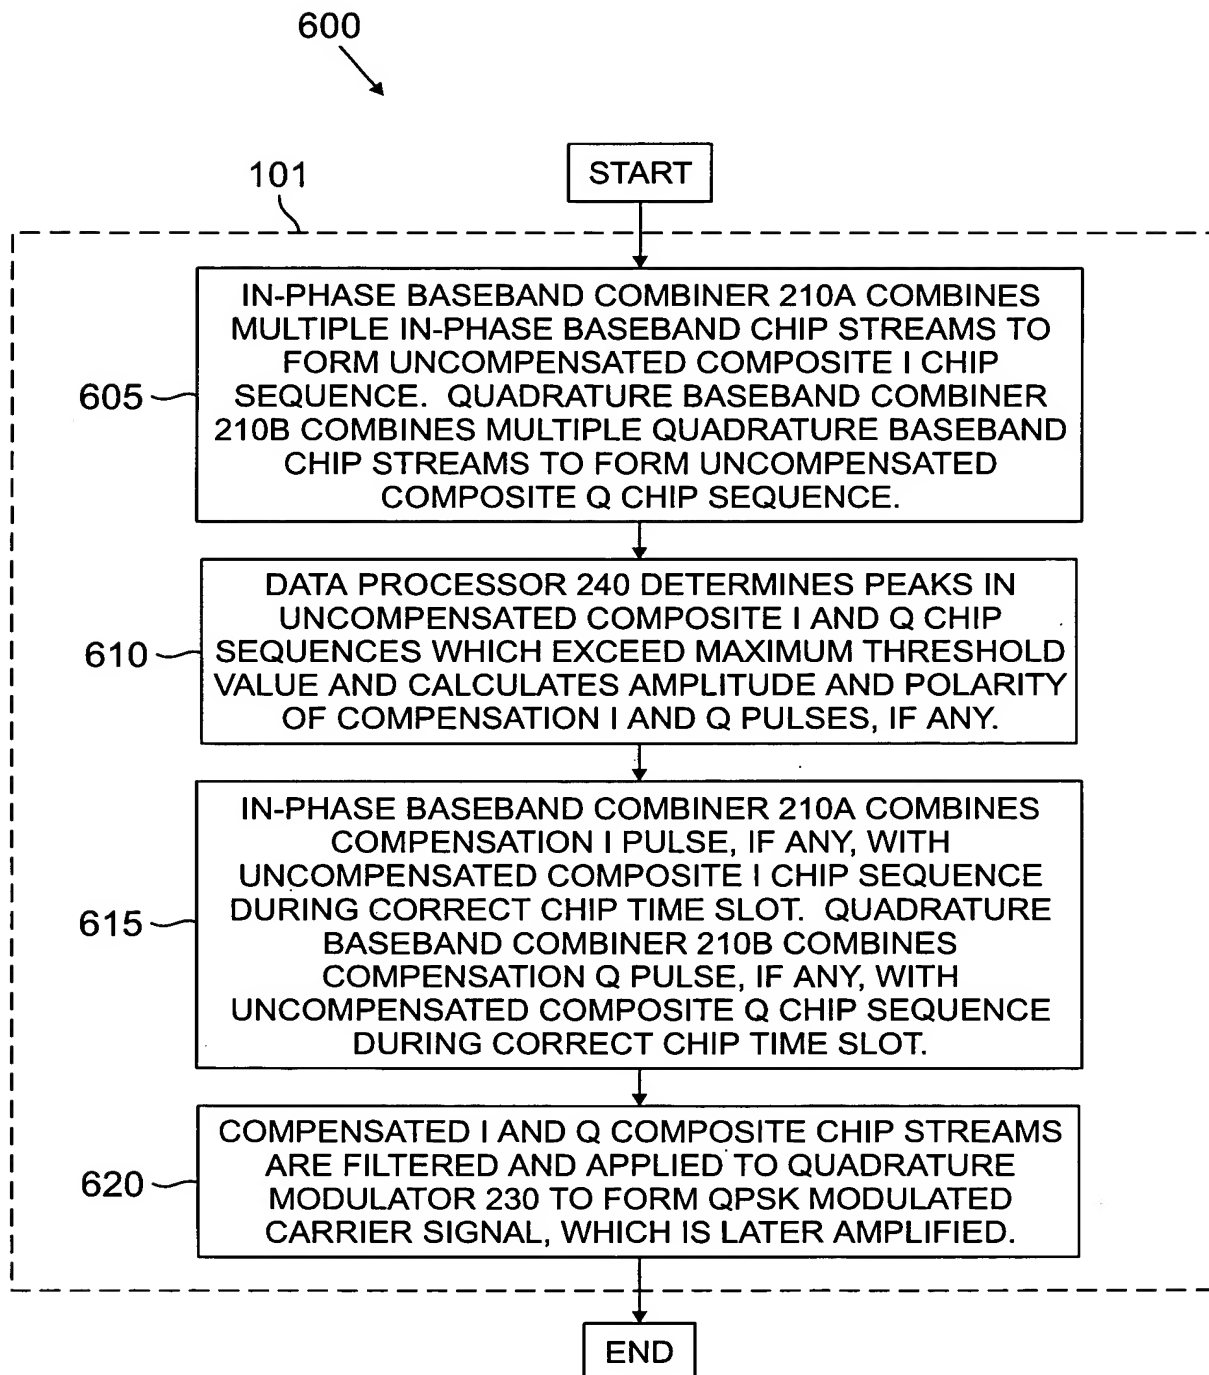 600
101
START
IN-PHASE BASEBAND COMBINER 210A COMBINES
MULTIPLE IN-PHASE BASEBAND CHIP STREAMS TO
FORM UNCOMPENSATED COMPOSITE I CHIP
SEQUENCE. QUADRATURE BASEBAND COMBINER
210B COMBINES MULTIPLE QUADRATURE BASEBAND
CHIP STREAMS TO FORM UNCOMPENSATED
COMPOSITE Q CHIP SEQUENCE.
605
DATA PROCESSOR 240 DETERMINES PEAKS IN
UNCOMPENSATED COMPOSITE I AND Q CHIP
SEQUENCES WHICH EXCEED MAXIMUM THRESHOLD
VALUE AND CALCULATES AMPLITUDE AND POLARITY
OF COMPENSATION I AND Q PULSES, IF ANY.
610
IN-PHASE BASEBAND COMBINER 210A COMBINES
COMPENSATION I PULSE, IF ANY, WITH
UNCOMPENSATED COMPOSITE I CHIP SEQUENCE
DURING CORRECT CHIP TIME SLOT. QUADRATURE
BASEBAND COMBINER 210B COMBINES
COMPENSATION Q PULSE, IF ANY, WITH
UNCOMPENSATED COMPOSITE Q CHIP SEQUENCE
DURING CORRECT CHIP TIME SLOT.
615
COMPENSATED I AND Q COMPOSITE CHIP STREAMS
ARE FILTERED AND APPLIED TO QUADRATURE
MODULATOR 230 TO FORM QPSK MODULATED
CARRIER SIGNAL, WHICH IS LATER AMPLIFIED.
620
END